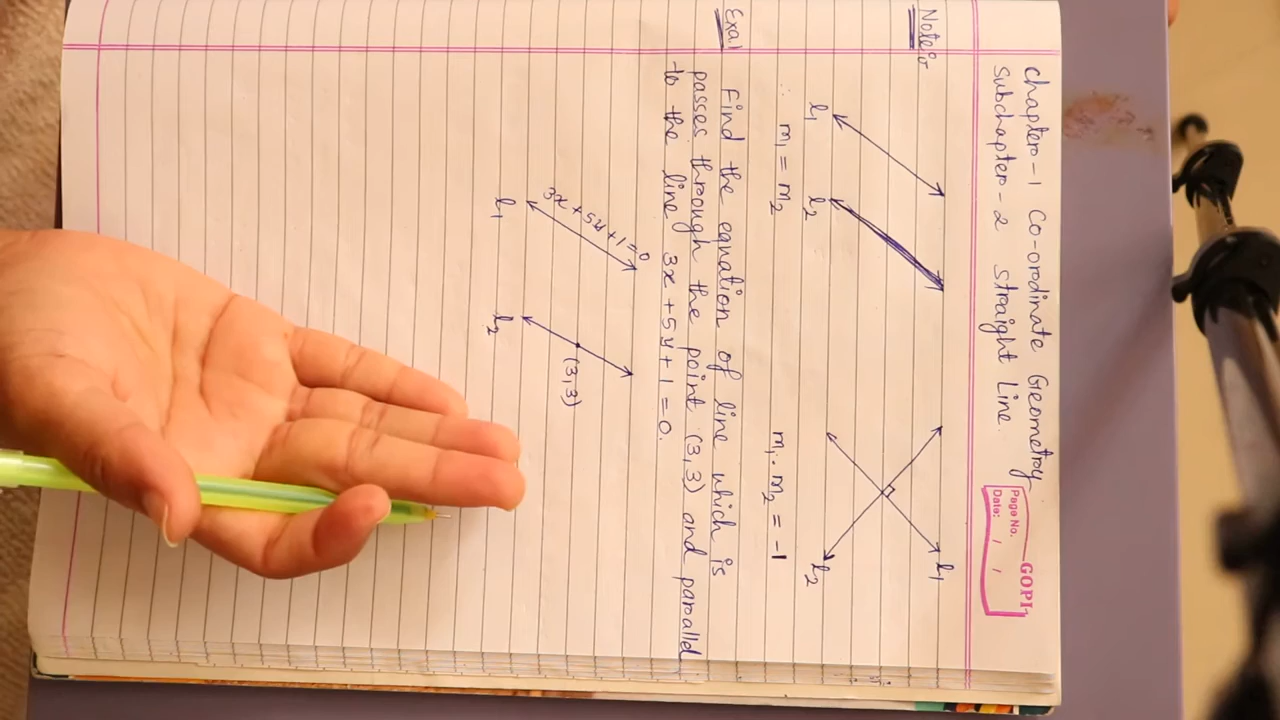 Chapter-1 Co-ordinate Geometry
Subchapter-2 Straight Line.
GOPI
Page No.
Date: / /
Note:-
l1
l2
l1
l2
m1 = m2
m1 . m2 = -1
Exa1 Find the equation of line which is
passes through the point (3,3) and parallel
to the line 3x + 5y + 1 = 0.
3x + 5y + 1 = 0
(3,3)
l1
l2